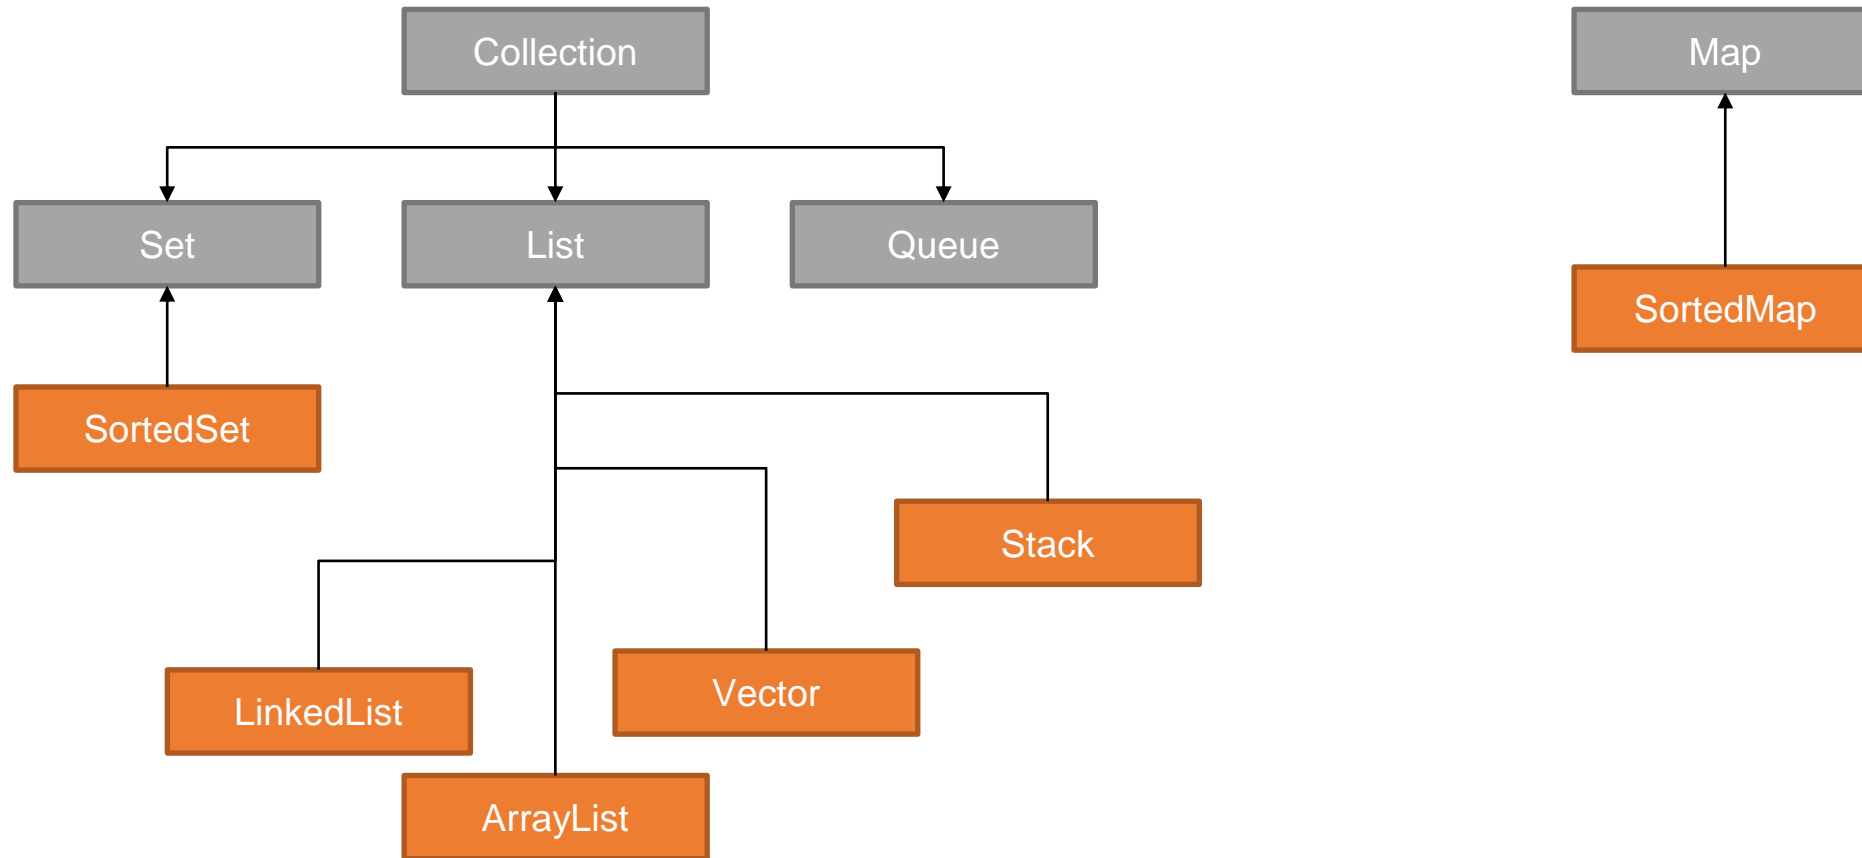 Collection
Map
Set
List
Queue
SortedMap
SortedSet
Stack
Vector
LinkedList
ArrayList